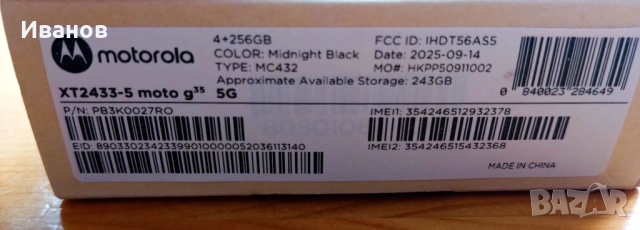 Иванов
motorola
4+256GB
COLOR: Midnight Black
TYPE: MC432
Approximate Available Storage: 243GB
FCC ID: IHDT56AS5
Date: 2025-09-14
MO#: HKPP50911002
XT2433-5 moto g³⁵ 5G
0 840023 284649
P/N: PB3K0027RO
IMEI1: 354246512932378
EID: 89033023423399010000052036113140
IMEI2: 354246515432368
MADE IN CHINA
BAZAR.BG